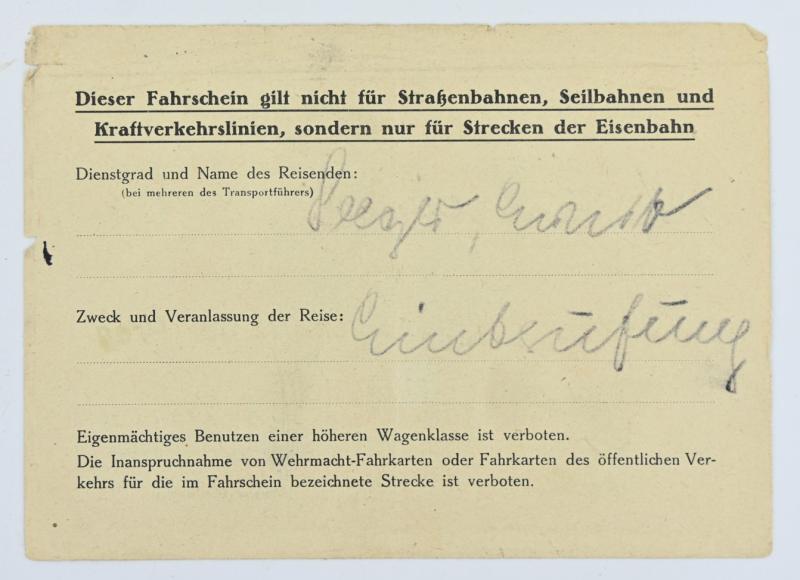 Dieser Fahrschein gilt nicht für Straßenbahnen, Seilbahnen und
Kraftverkehrslinien, sondern nur für Strecken der Eisenbahn
Dienstgrad und Name des Reisenden:
(bei mehreren des Transportführers)
Ernst
Zweck und Veranlassung der Reise: Einberufung
Eigenmächtiges Benutzen einer höheren Wagenklasse ist verboten.
Die Inanspruchnahme von Wehrmacht-Fahrkarten oder Fahrkarten des öffentlichen Ver-
kehrs für die im Fahrschein bezeichnete Strecke ist verboten.